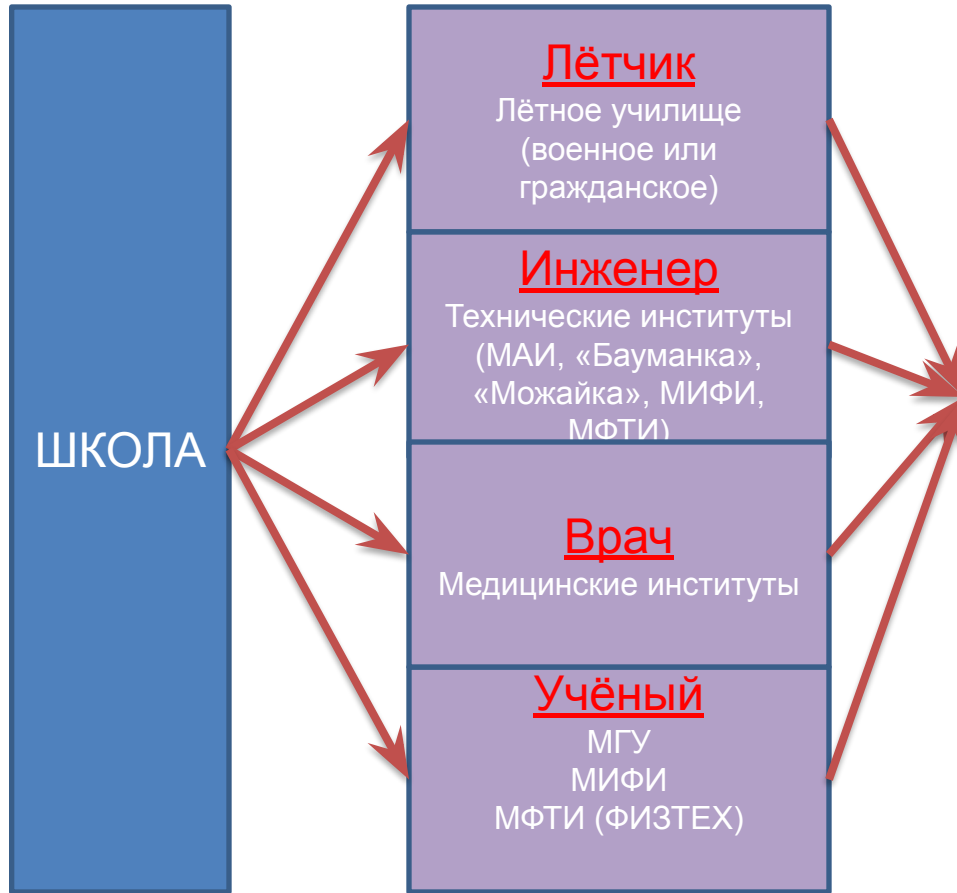 ШКОЛА
Лётчик
Лётное училище
(военное или
гражданское)
Инженер
Технические институты
(МАИ, «Бауманка»,
«Можайка», МИФИ,
МФТИ)
Врач
Медицинские институты
Учёный
МГУ
МИФИ
МФТИ (ФИЗТЕХ)